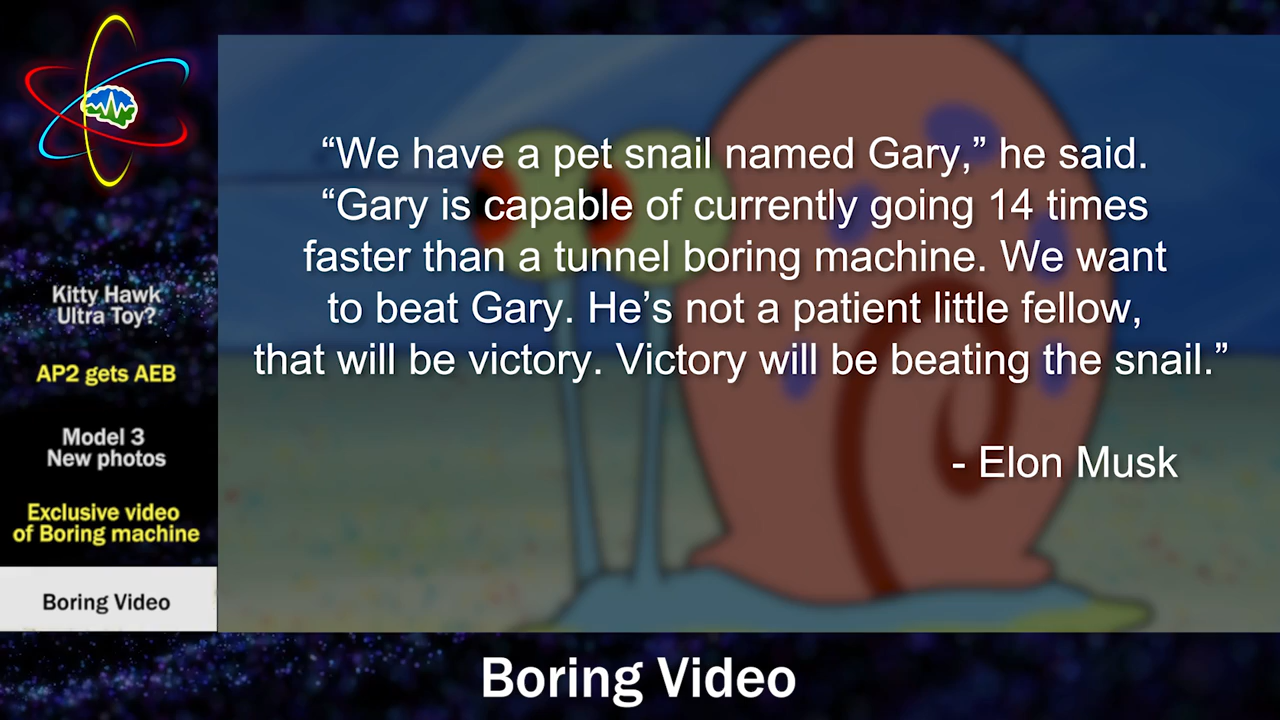 “We have a pet snail named Gary,” he said.
“Gary is capable of currently going 14 times
faster than a tunnel boring machine. We want
to beat Gary. He’s not a patient little fellow,
that will be victory. Victory will be beating the snail.”
- Elon Musk
Kitty Hawk
Ultra Toy?
AP2 gets AEB
Model 3
New photos
Exclusive video
of Boring machine
Boring Video
Boring Video